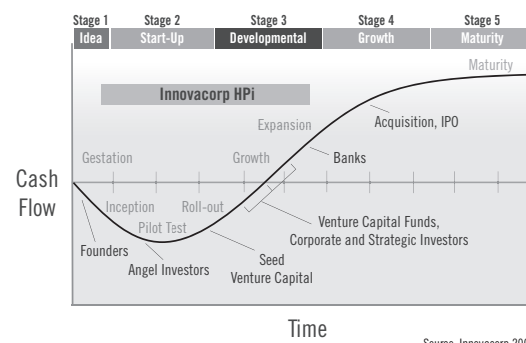 Stage 1 Stage 2 Stage 3 Stage 4 Stage 5
Idea Start-Up Developmental Growth Maturity
Maturity
Innovacorp HPi
Expansion
Acquisition, IPO
Gestation
Growth
Banks
Cash
Flow
Inception
Roll-out
Pilot Test
Venture Capital Funds,
Corporate and Strategic Investors
Founders
Seed
Venture Capital
Angel Investors
Time
Source, Innovacorp